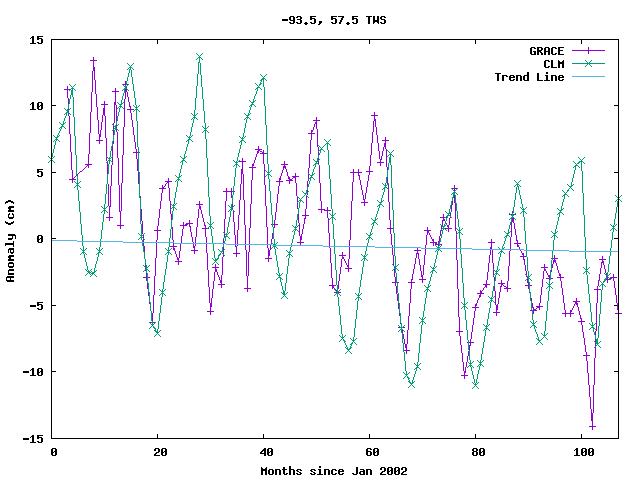 -93.5, 57.5 TWS
GRACE
CLM
Trend Line
15
10
5
0
-5
-10
-15
Anomaly (cm)
0 20 40 60 80 100
Months since Jan 2002